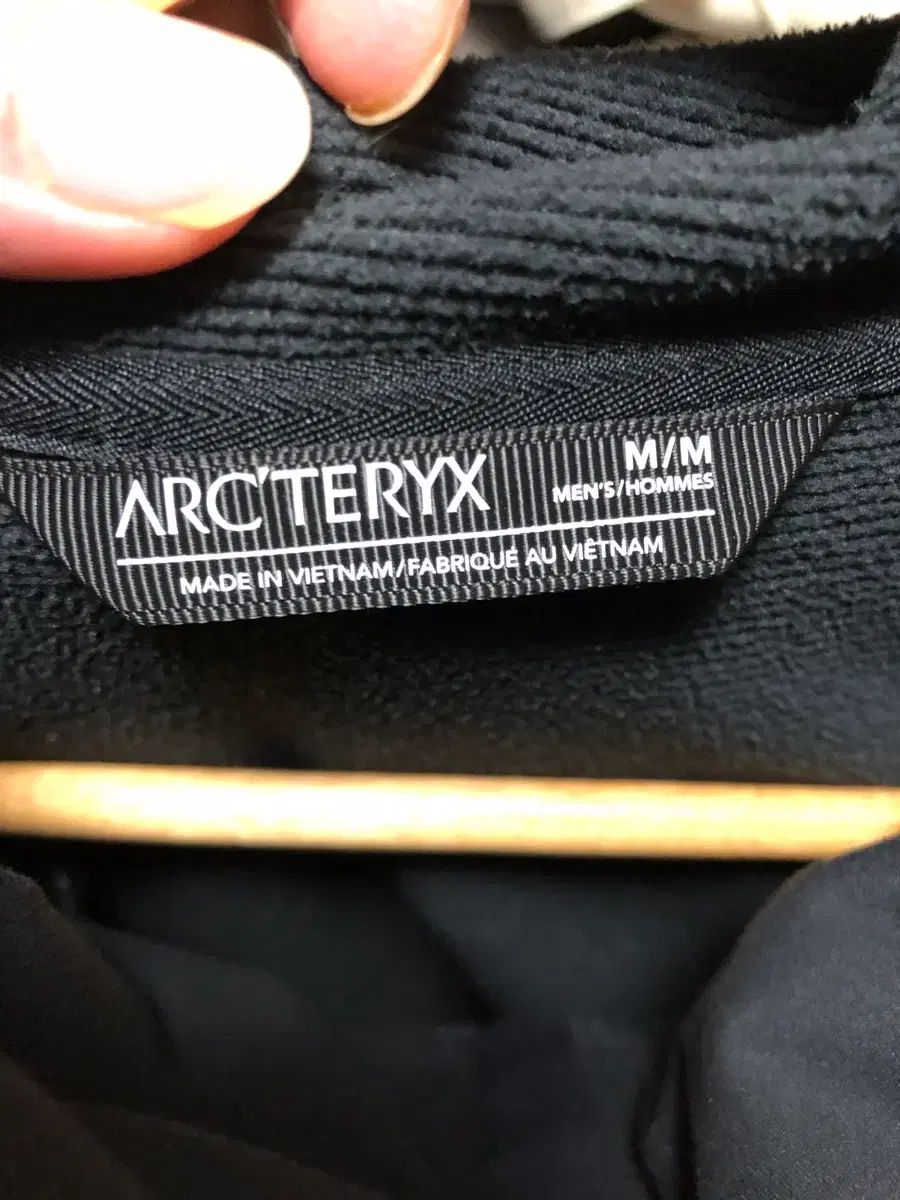 ARC'TERYX
M/M
MEN'S/HOMMES
MADE IN VIETNAM/FABRIQUÉ AU VIÊTNAM